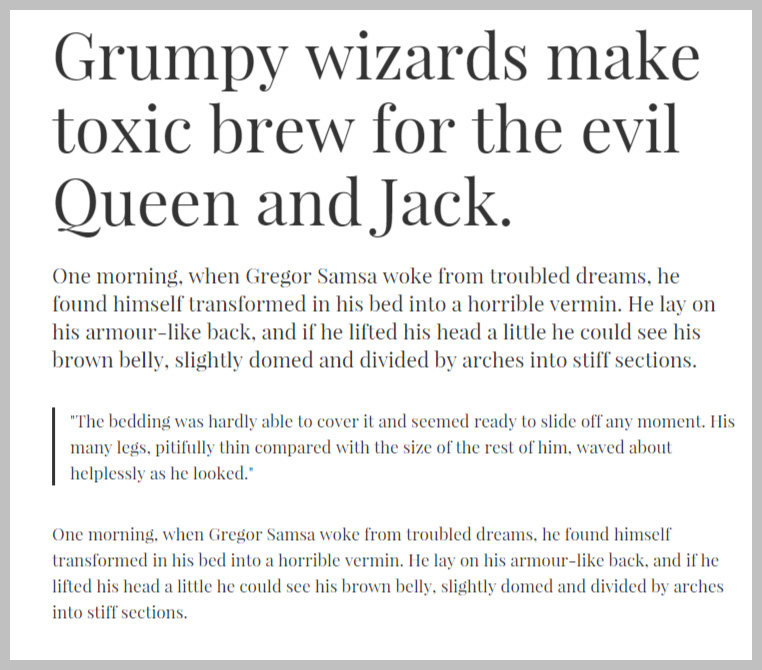 Grumpy wizards make
toxic brew for the evil
Queen and Jack.
One morning, when Gregor Samsa woke from troubled dreams, he
found himself transformed in his bed into a horrible vermin. He lay on
his armour-like back, and if he lifted his head a little he could see his
brown belly, slightly domed and divided by arches into stiff sections.
"The bedding was hardly able to cover it and seemed ready to slide off any moment. His
many legs, pitifully thin compared with the size of the rest of him, waved about
helplessly as he looked."
One morning, when Gregor Samsa woke from troubled dreams, he found himself
transformed in his bed into a horrible vermin. He lay on his armour-like back, and if he
lifted his head a little he could see his brown belly, slightly domed and divided by arches
into stiff sections.